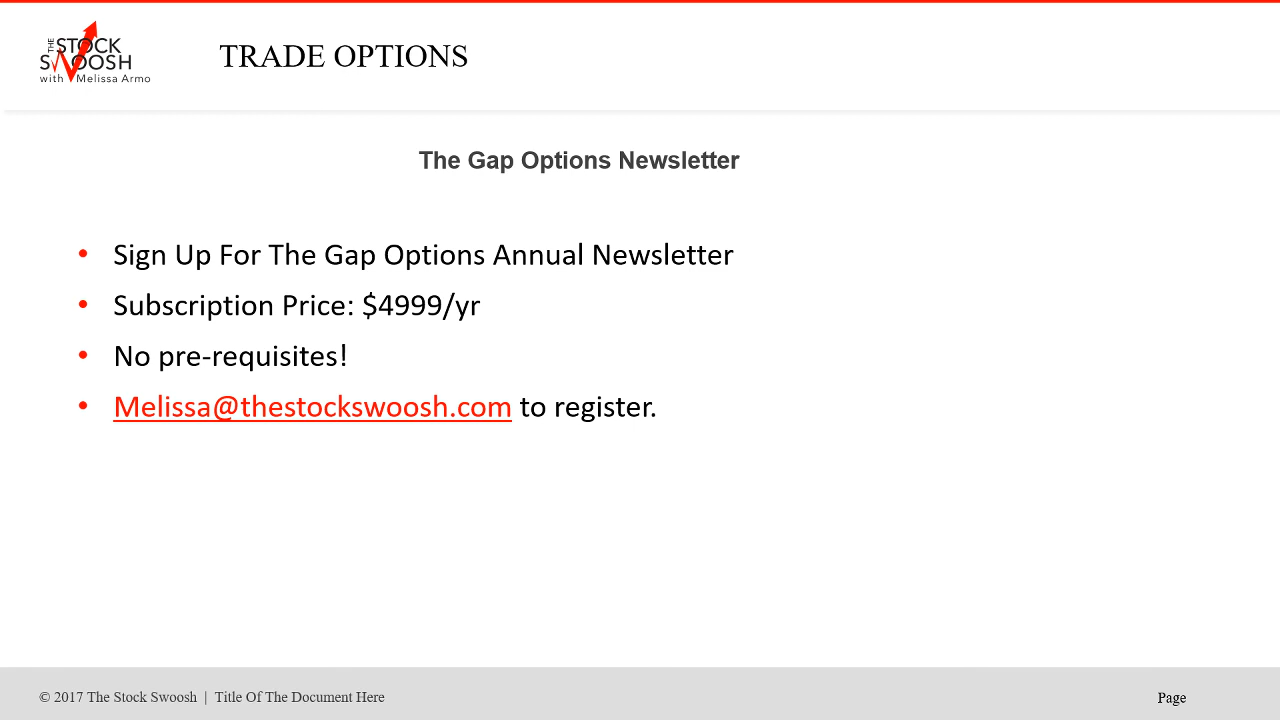 THE STOCK
SWOOSH
with Melissa Armo
TRADE OPTIONS
The Gap Options Newsletter
• Sign Up For The Gap Options Annual Newsletter
• Subscription Price: $4999/yr
• No pre-requisites!
• Melissa@thestockswoosh.com to register.
© 2017 The Stock Swoosh | Title Of The Document Here
Page